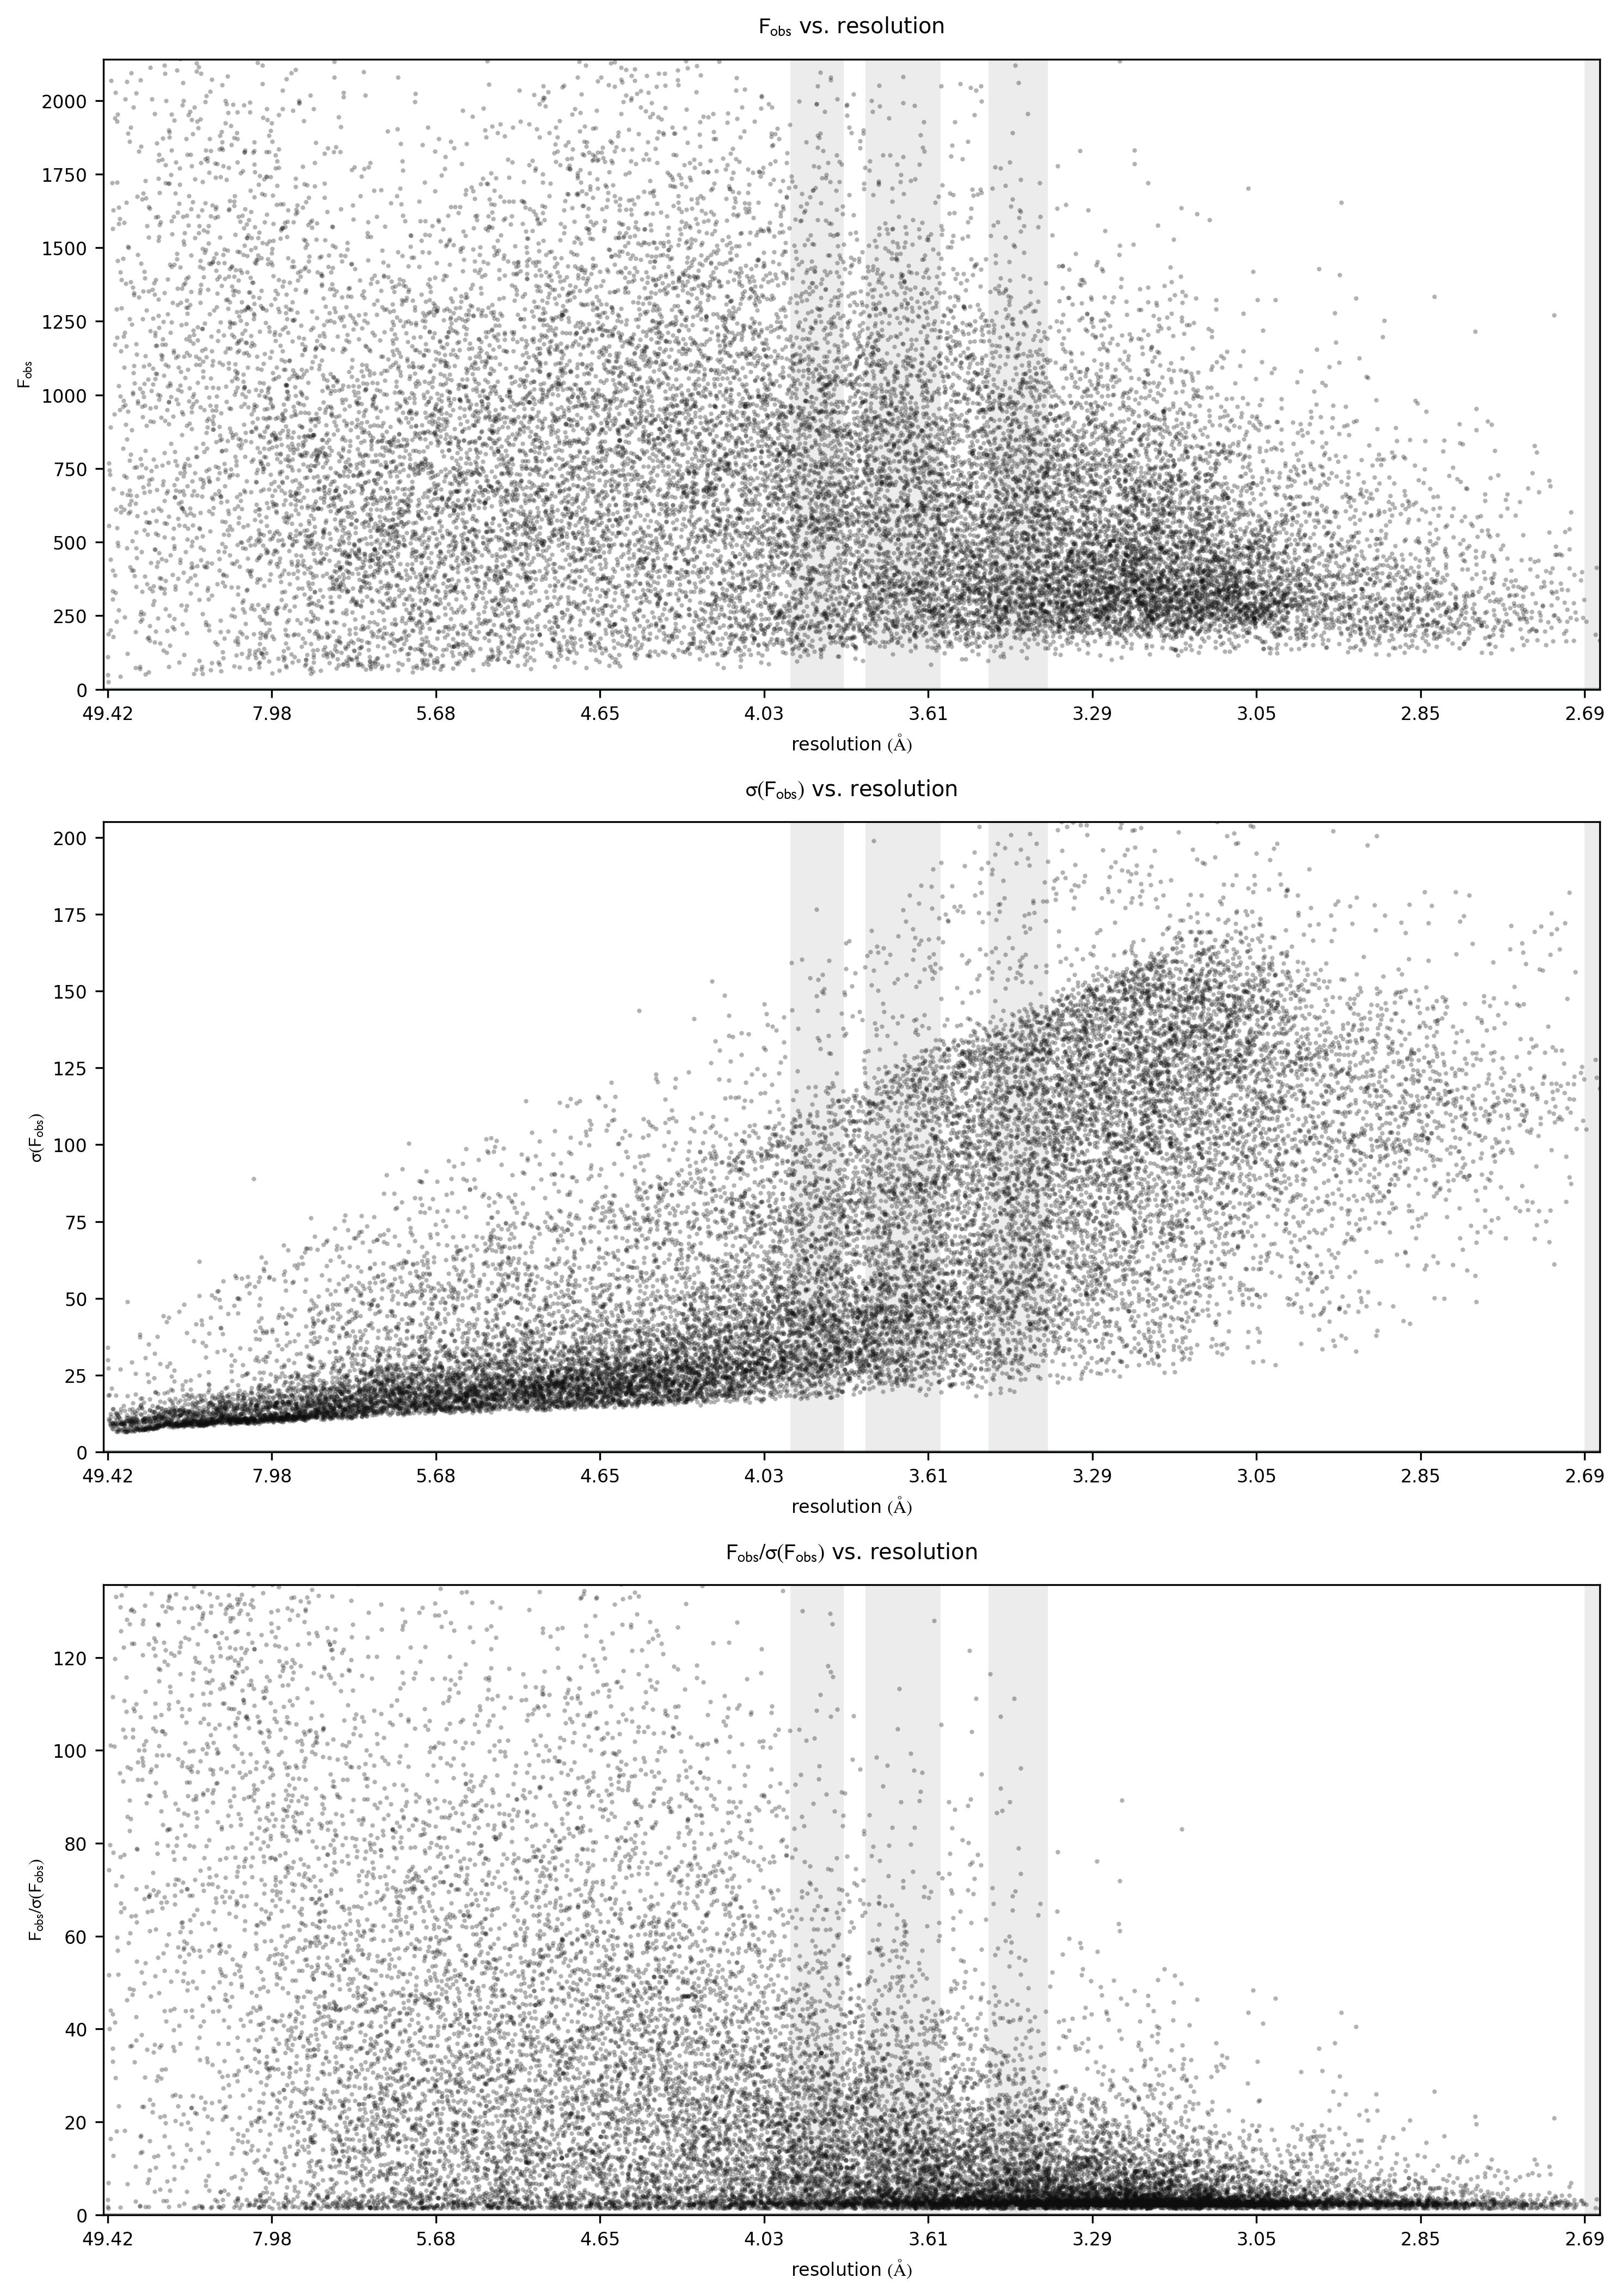 Fobs vs. resolution
2000
1750
1500
1250
1000
750
500
250
0
Fobs
49.42 7.98 5.68 4.65 4.03 3.61 3.29 3.05 2.85 2.69
resolution (Å)
σ(Fobs) vs. resolution
200
175
150
125
100
75
50
25
0
σ(Fobs)
49.42 7.98 5.68 4.65 4.03 3.61 3.29 3.05 2.85 2.69
resolution (Å)
Fobs/σ(Fobs) vs. resolution
120
100
80
60
40
20
0
Fobs/σ(Fobs)
49.42 7.98 5.68 4.65 4.03 3.61 3.29 3.05 2.85 2.69
resolution (Å)